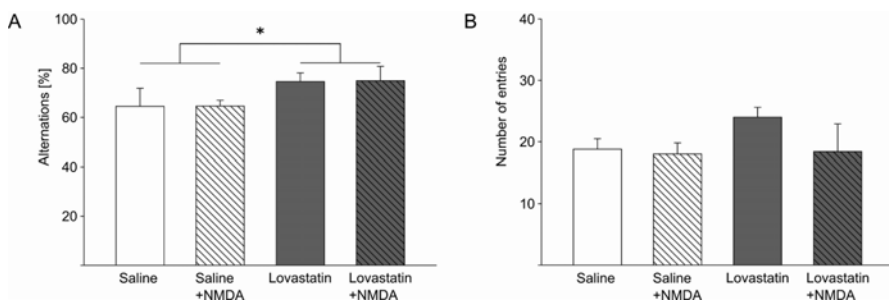 A
Alternations [%]
100
80
60
40
20
*
Saline
Saline
+NMDA
Lovastatin
Lovastatin
+NMDA
B
Number of entries
40
30
20
10
Saline
Saline
+NMDA
Lovastatin
Lovastatin
+NMDA